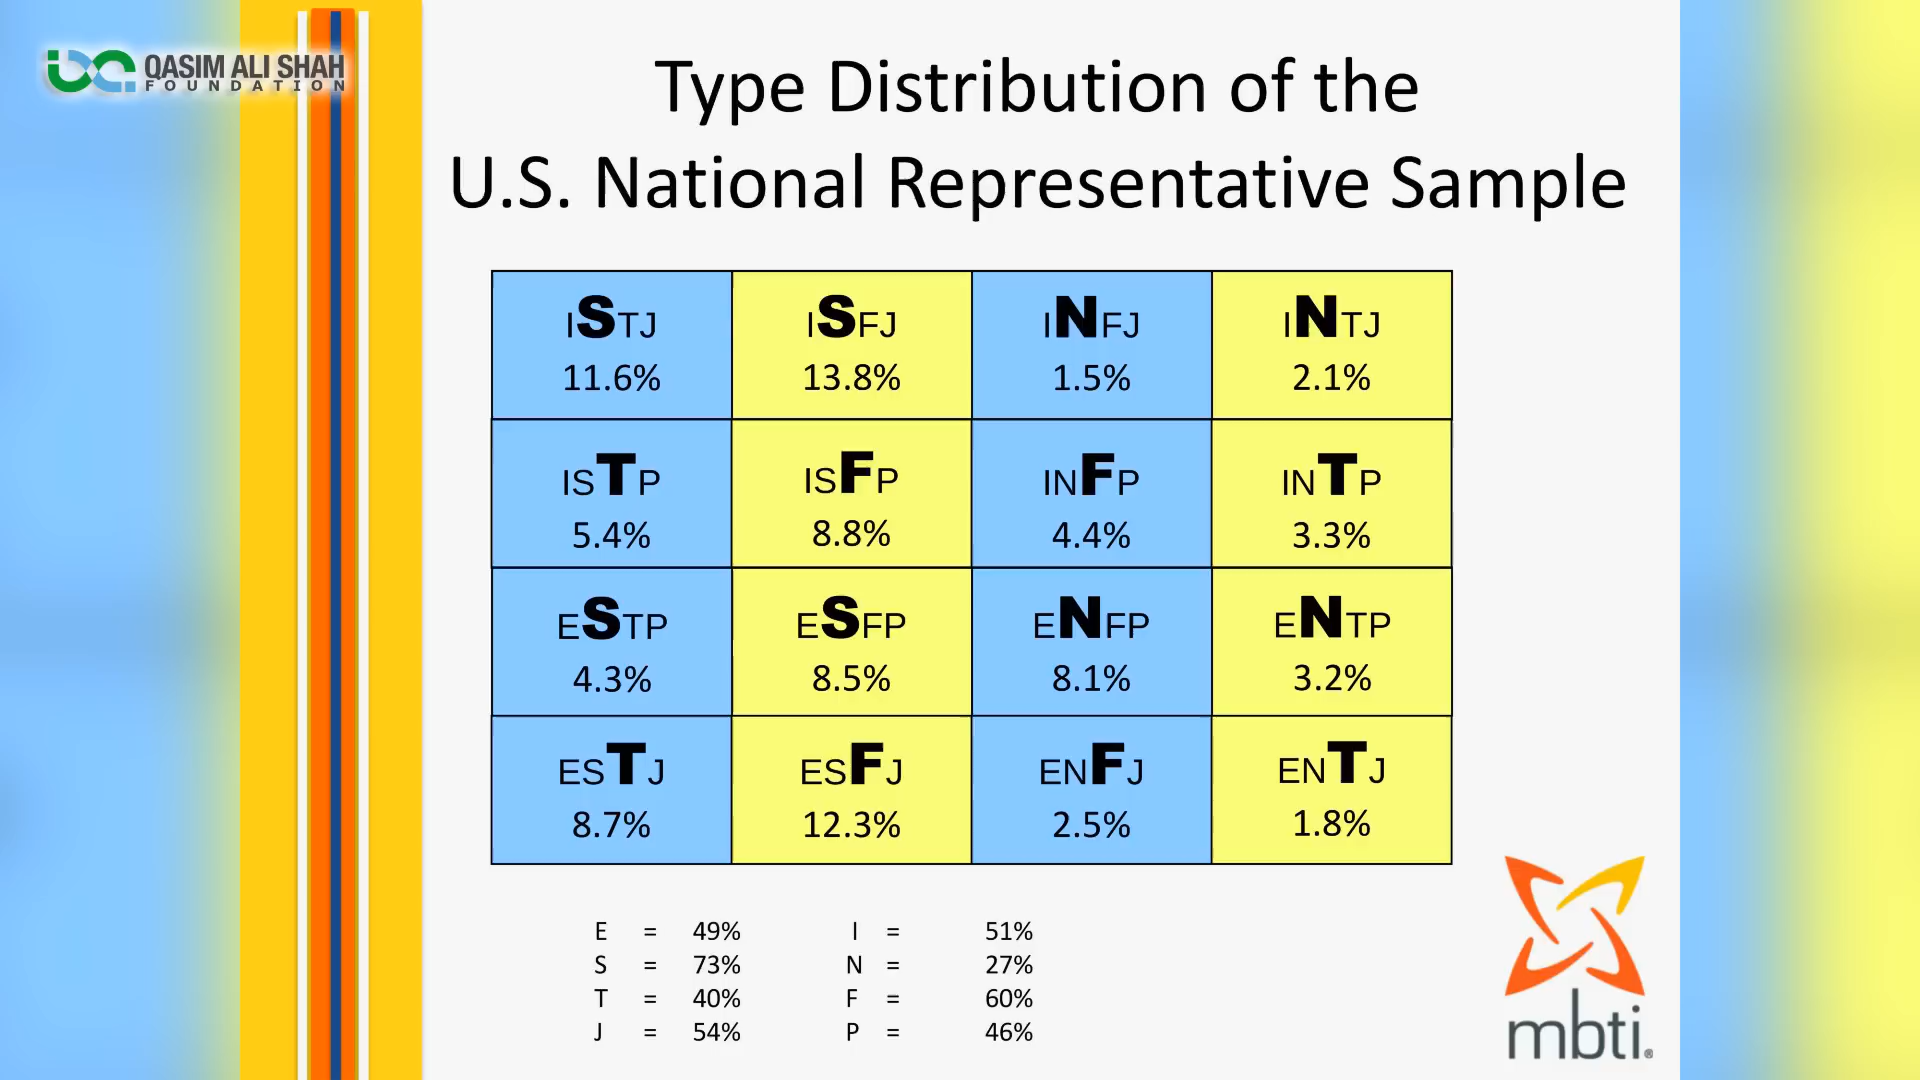 QASIM ALI SHAH
FOUNDATION
Type Distribution of the
U.S. National Representative Sample
ISTJ ISFJ INFJ INTJ
11.6% 13.8% 1.5% 2.1%
ISTP ISFP INFP INTP
5.4% 8.8% 4.4% 3.3%
ESTP ESFP ENFP ENTP
4.3% 8.5% 8.1% 3.2%
ESTJ ESFJ ENFJ ENTJ
8.7% 12.3% 2.5% 1.8%
E = 49% I = 51%
S = 73% N = 27%
T = 40% F = 60%
J = 54% P = 46%
mbti®